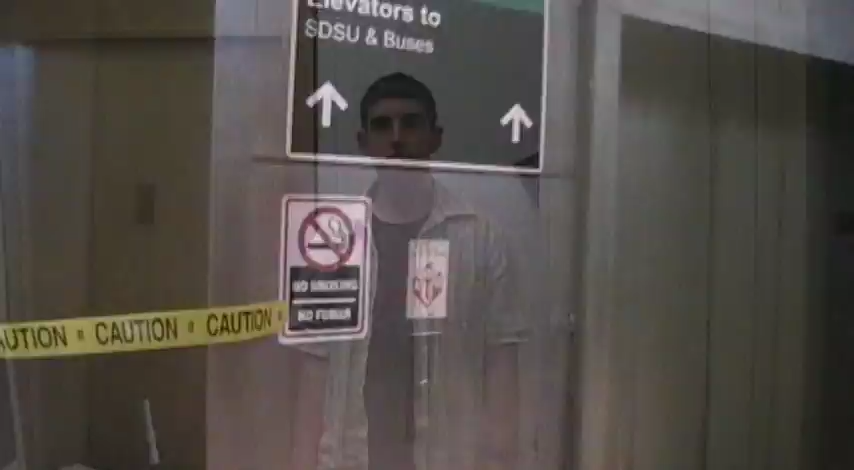 Elevators to
SDSU & Buses
NO SMOKING
NO FUMAR
CAUTION CAUTION CAUTION